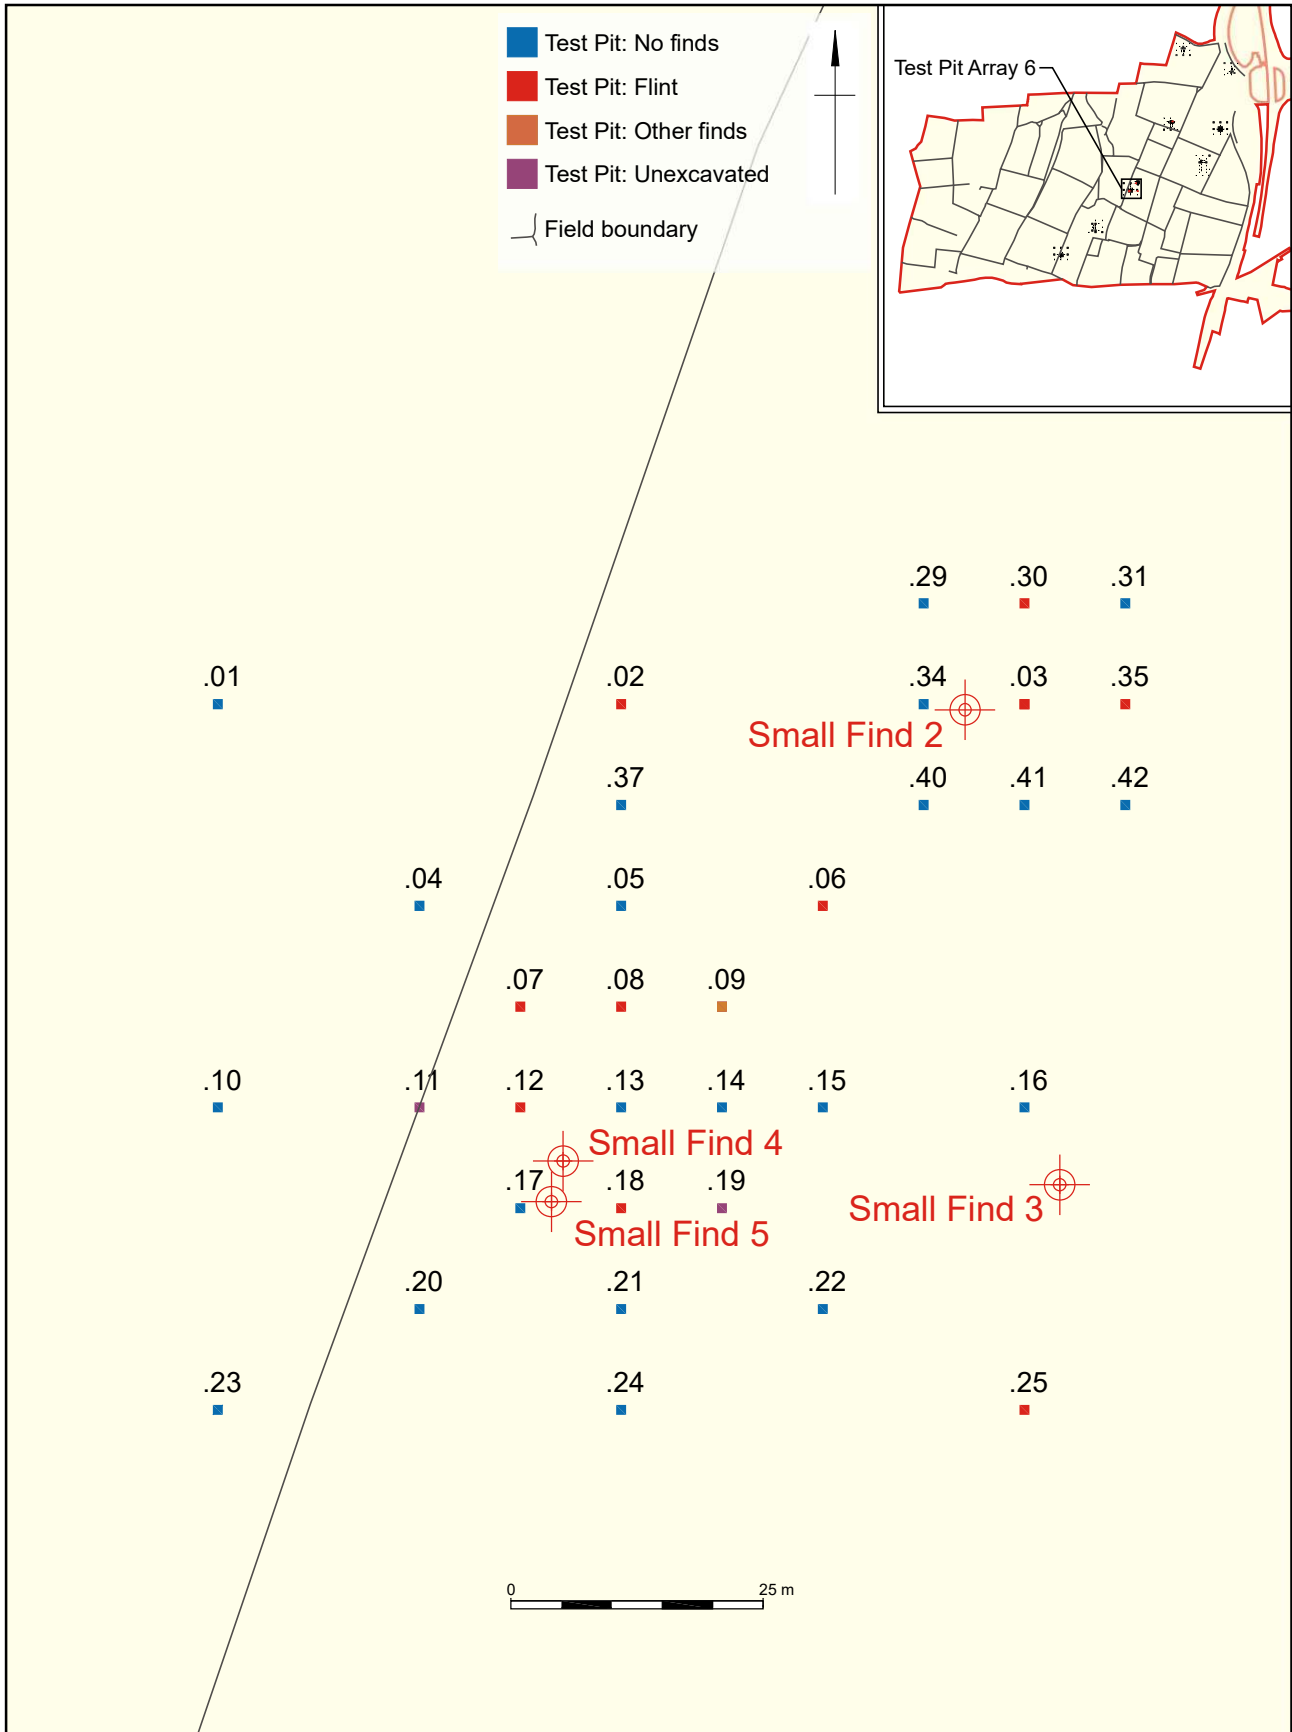 Test Pit: No finds
Test Pit: Flint
Test Pit: Other finds
Test Pit: Unexcavated
Field boundary
Test Pit Array 6
.29 .30 .31
.01 .02 .34 .03 .35
Small Find 2
.37 .40 .41 .42
.04 .05 .06
.07 .08 .09
.10 .11 .12 .13 .14 .15 .16
Small Find 4
.17 .18 .19
Small Find 3
Small Find 5
.20 .21 .22
.23 .24 .25
0 25 m